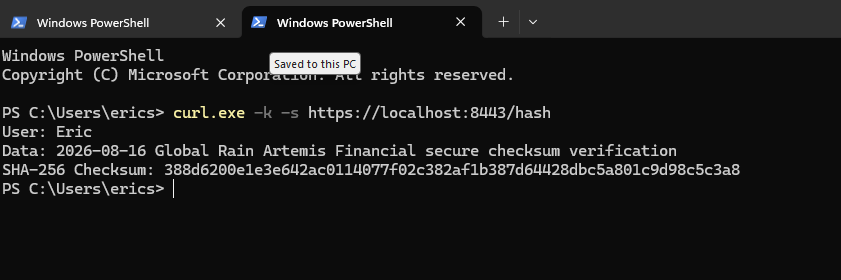 Windows PowerShell
Windows PowerShell
Windows PowerShell
Saved to this PC
Copyright (C) Microsoft Corporation. All rights reserved.
PS C:\Users\erics> curl.exe -k -s https://localhost:8443/hash
User: Eric
Data: 2026-08-16 Global Rain Artemis Financial secure checksum verification
SHA-256 Checksum: 388d6200e1e3e642ac0114077f02c382af1b387d64428dbc5a801c9d98c5c3a8
PS C:\Users\erics>